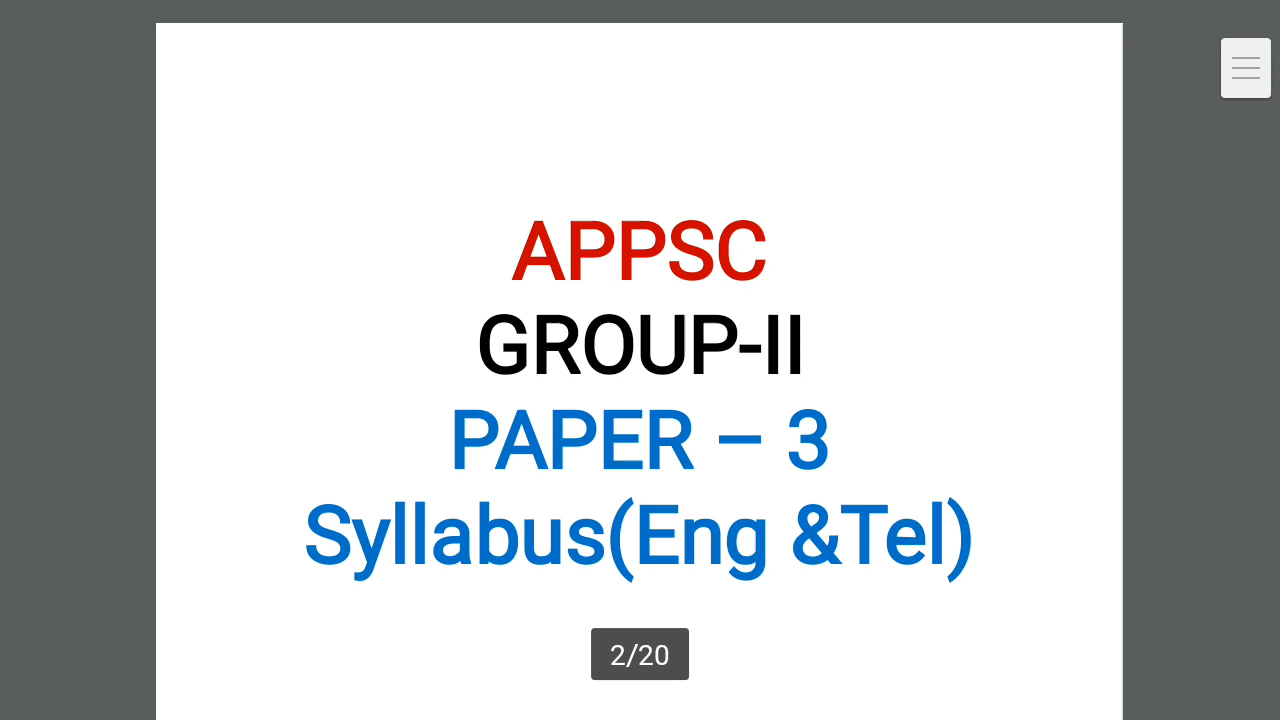 APPSC
GROUP-II
PAPER – 3
Syllabus(Eng &Tel)
2/20